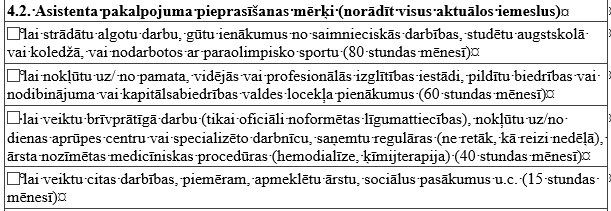 4.2. Asistenta pakalpojuma pieprasīšanas mērķi (norādīt visus aktuālos iemeslus)¤
☐ lai strādātu algotu darbu, gūtu ienākumus no saimnieciskās darbības, studētu augstskolā vai koledžā, vai nodarbotos ar paraolimpisko sportu (80 stundas mēnesī)¤
☐ lai nokļūtu uz/ no pamata, vidējās vai profesionālās izglītības iestādi, pildītu biedrības vai nodibinājuma vai kapitālsabiedrības valdes locekļa pienākumus (60 stundas mēnesī)¤
☐ lai veiktu brīvprātīgā darbu (tikai oficiāli noformētes līgumattiecības), nokļūtu uz/no dienas aprūpes centru vai specializēto darbnīcu, saņemtu regulāras (ne retāk, kā reizi nedēļā), ārsta nozīmētas medicīniskas procedūras (hemodialīze, ķīmijterapija) (40 stundas mēnesī)¤
☐ lai veiktu citas darbības, piemēram, apmeklētu ārstu, sociālus pasākumus u.c. (15 stundas mēnesī)¤